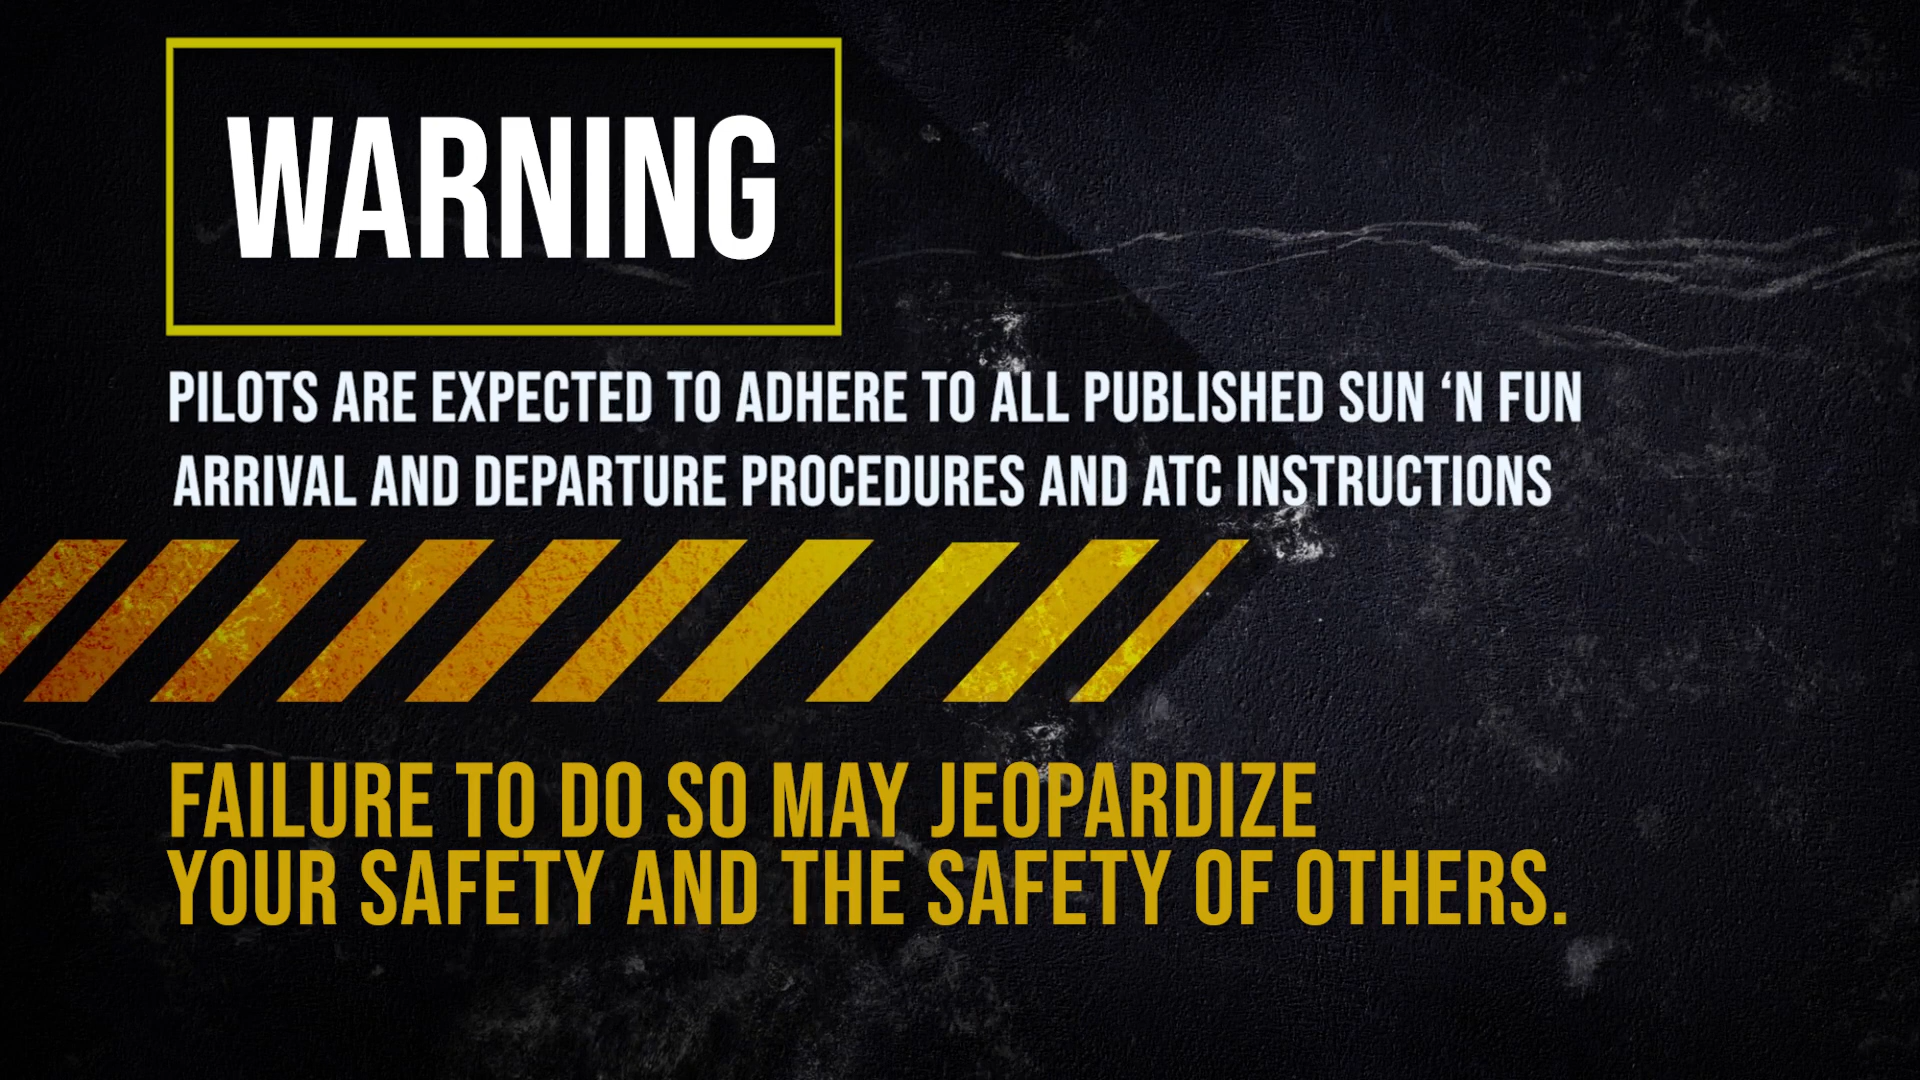 WARNING
PILOTS ARE EXPECTED TO ADHERE TO ALL PUBLISHED SUN ‘N FUN
ARRIVAL AND DEPARTURE PROCEDURES AND ATC INSTRUCTIONS
FAILURE TO DO SO MAY JEOPARDIZE
YOUR SAFETY AND THE SAFETY OF OTHERS.